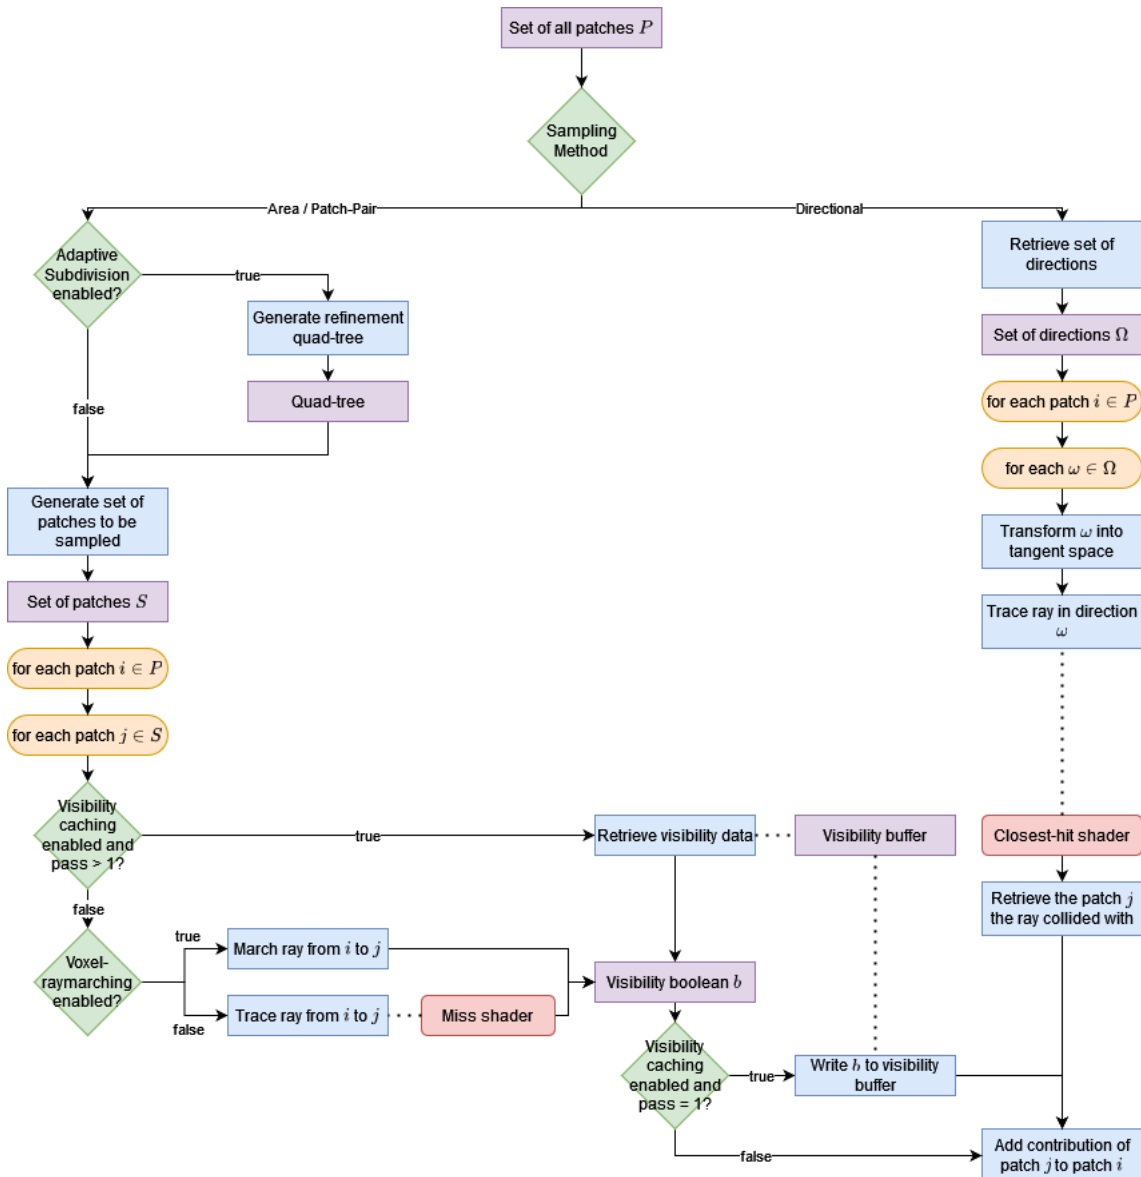 Set of all patches P
Sampling
Method
Area / Patch-Pair
Directional
Adaptive
Subdivision
enabled?
true
Generate refinement
quad-tree
Quad-tree
false
Generate set of
patches to be
sampled
Set of patches S
for each patch i ∈ P
for each patch j ∈ S
Visibility
caching
enabled and
pass > 1?
true
Retrieve visibility data
Visibility buffer
false
Voxel-
raymarching
enabled?
true
March ray from i to j
false
Trace ray from i to j
Miss shader
Visibility boolean b
Visibility
caching
enabled and
pass = 1?
true
Write b to visibility
buffer
false
Retrieve set of
directions
Set of directions Ω
for each patch i ∈ P
for each ω ∈ Ω
Transform ω into
tangent space
Trace ray in direction
ω
Closest-hit shader
Retrieve the patch j
the ray collided with
Add contribution of
patch j to patch i